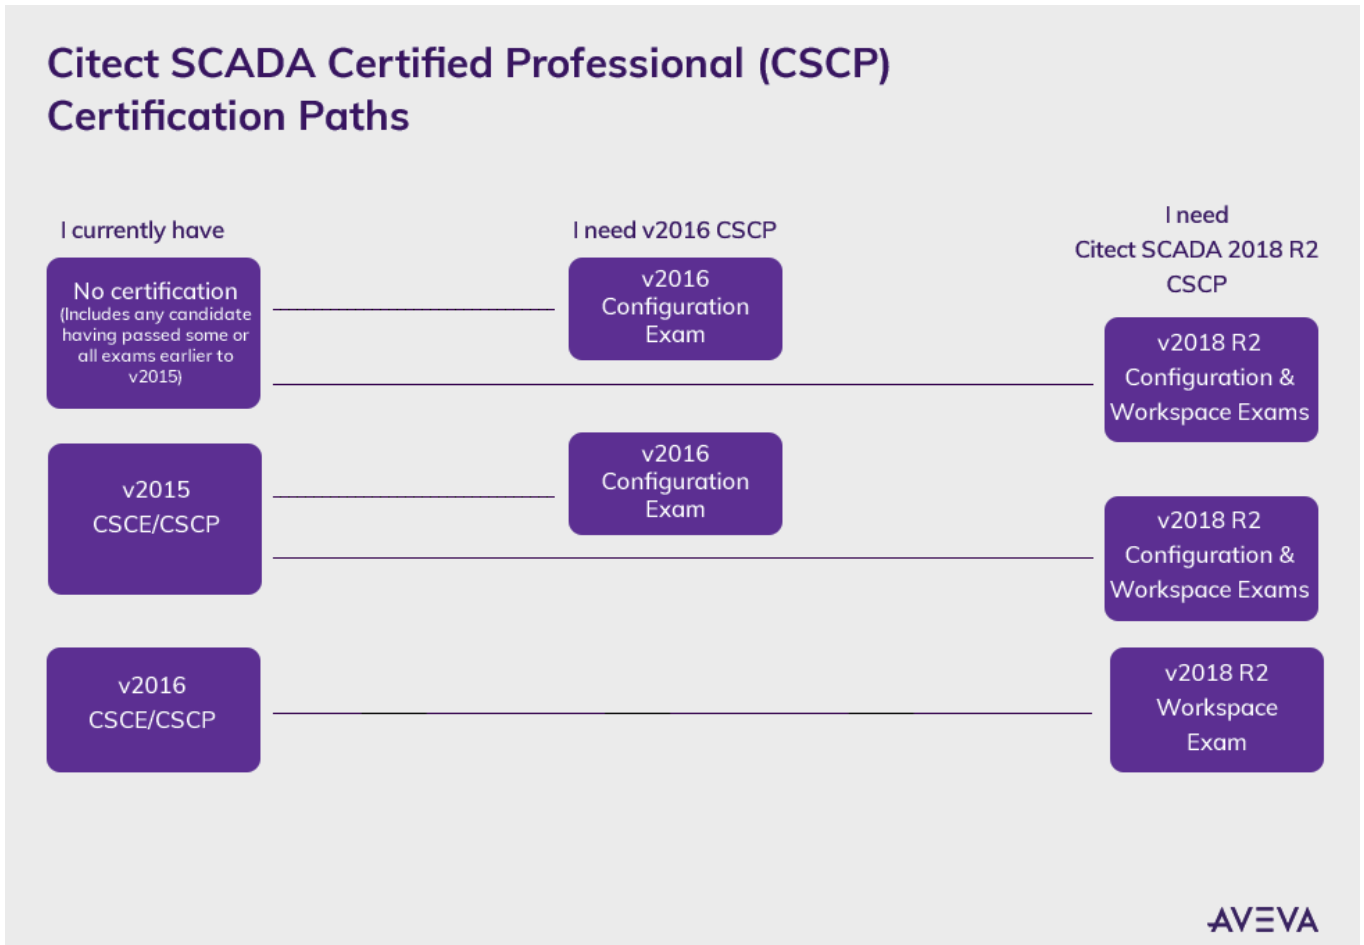 Citect SCADA Certified Professional (CSCP)
Certification Paths
I currently have
I need v2016 CSCP
I need
Citect SCADA 2018 R2
CSCP
No certification
(Includes any candidate
having passed some or
all exams earlier to
v2015)
v2016
Configuration
Exam
v2018 R2
Configuration &
Workspace Exams
v2015
CSCE/CSCP
v2016
Configuration
Exam
v2018 R2
Configuration &
Workspace Exams
v2016
CSCE/CSCP
v2018 R2
Workspace
Exam
AVEVA